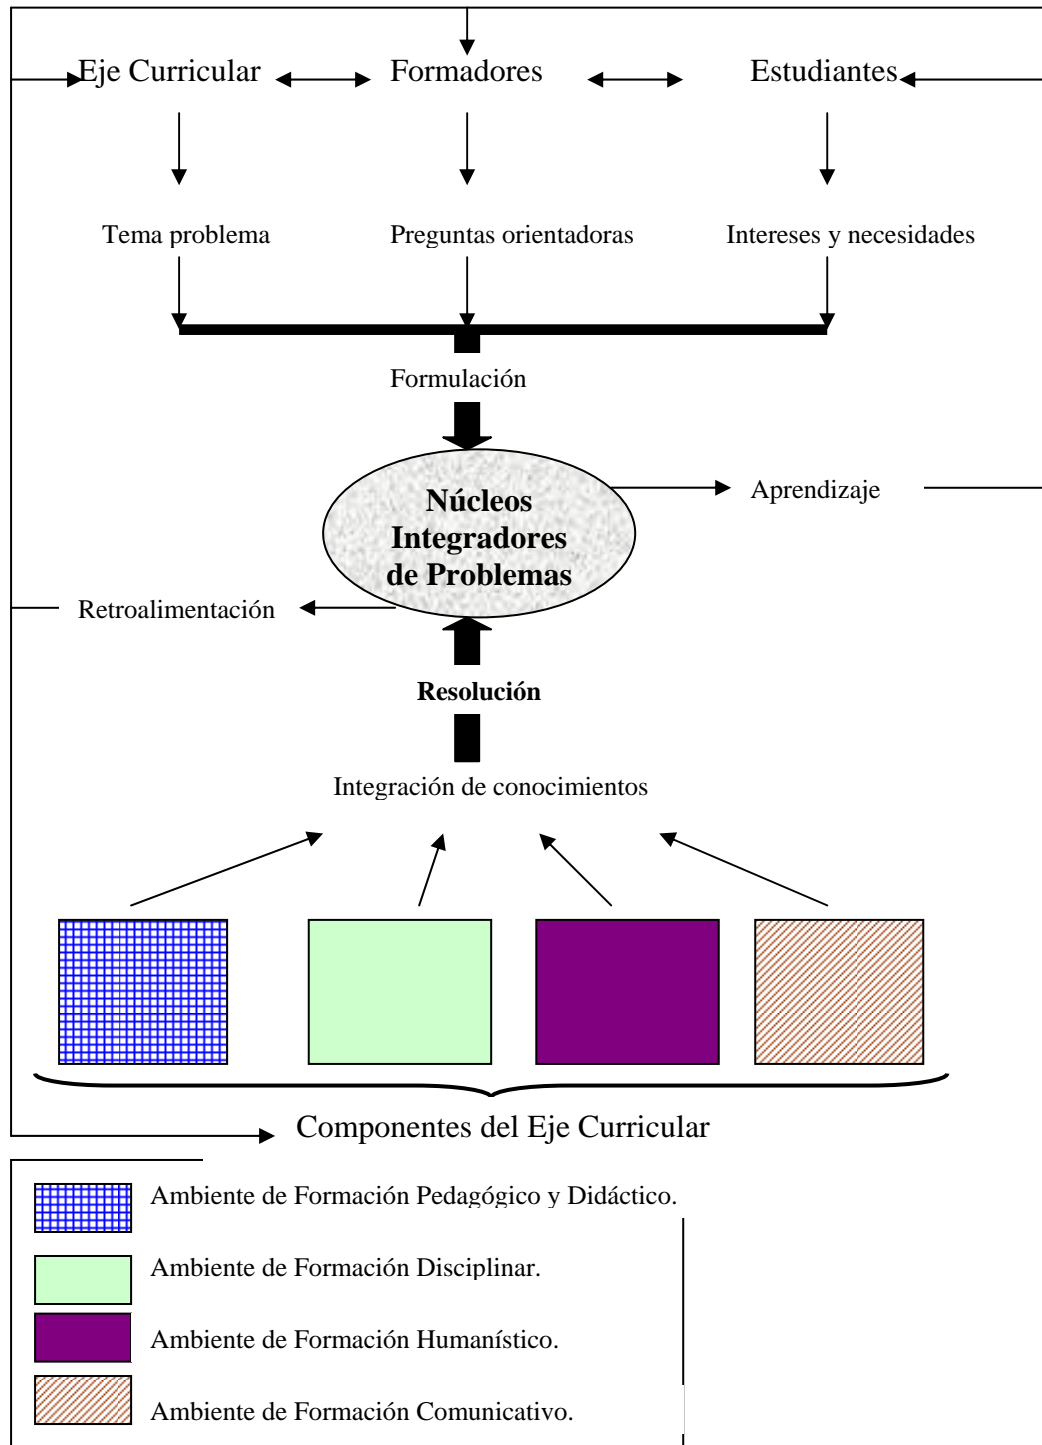 Eje Curricular
Formadores
Estudiantes
Tema problema
Preguntas orientadoras
Intereses y necesidades
Formulación
Núcleos
Integradores
de Problemas
Aprendizaje
Retroalimentación
Resolución
Integración de conocimientos
Componentes del Eje Curricular
Ambiente de Formación Pedagógico y Didáctico.
Ambiente de Formación Disciplinar.
Ambiente de Formación Humanístico.
Ambiente de Formación Comunicativo.